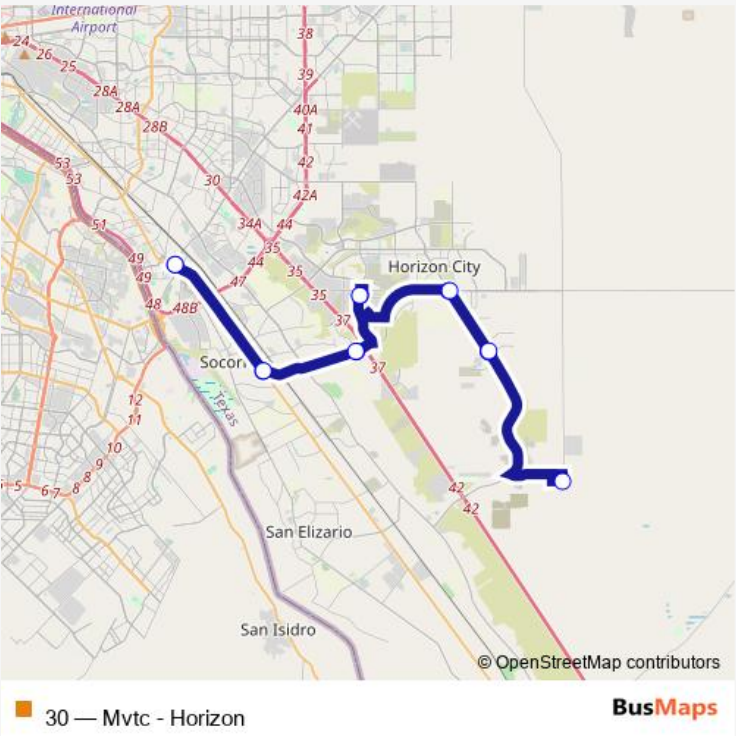 International
Airport
24
26
25
38
39
28A
28A
40A
28B
41
53
42
53
30
42A
51
34A
44
35
49
44
35
Horizon City
49
47
48
48B
35
37
Socorr
37
12
Texas
11
10
9
8
8
5
6
7
42
42
San Elizario
San Isidro
© OpenStreetMap contributors
30 — Mvtc - Horizon
BusMaps